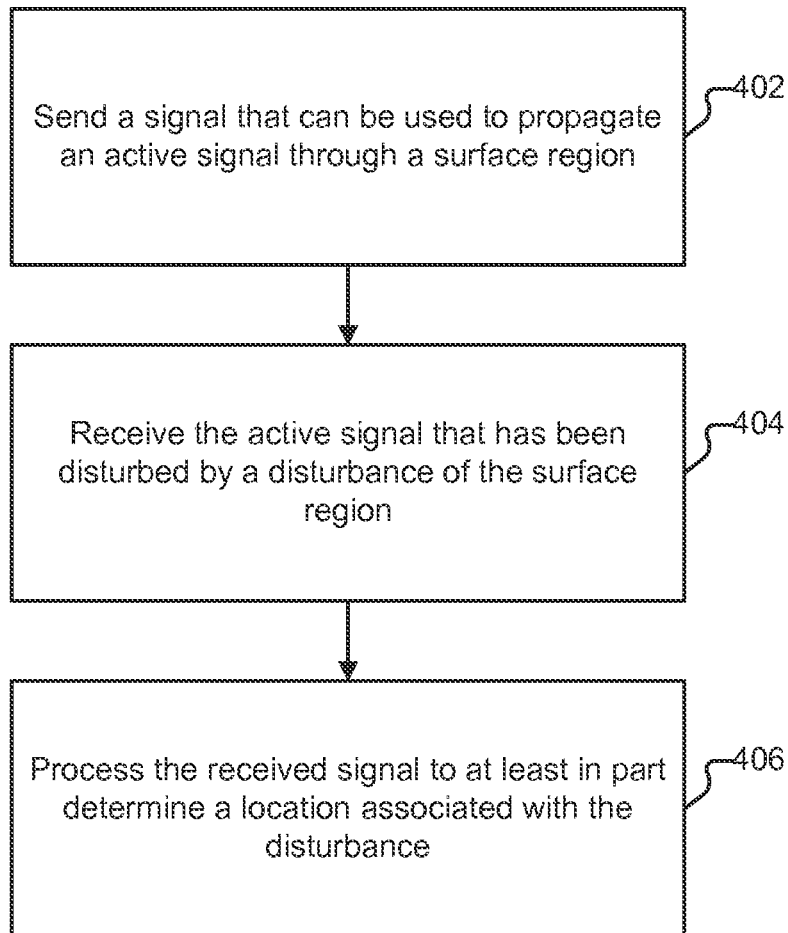 Send a signal that can be used to propagate
an active signal through a surface region
402
Receive the active signal that has been
disturbed by a disturbance of the surface
region
404
Process the received signal to at least in part
determine a location associated with the
disturbance
406